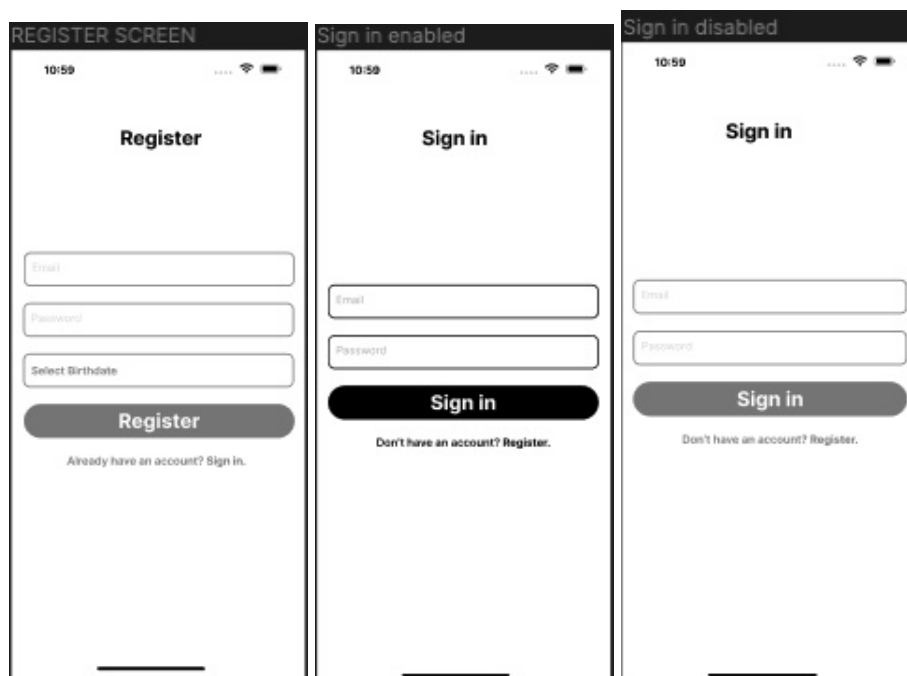 REGISTER SCREEN
10:59
Register
Email
Password
Select Birthdate
Register
Already have an account? Sign in.
Sign in enabled
10:59
Sign in
Email
Password
Sign in
Don't have an account? Register.
Sign in disabled
10:59
Sign in
Email
Password
Sign in
Don't have an account? Register.